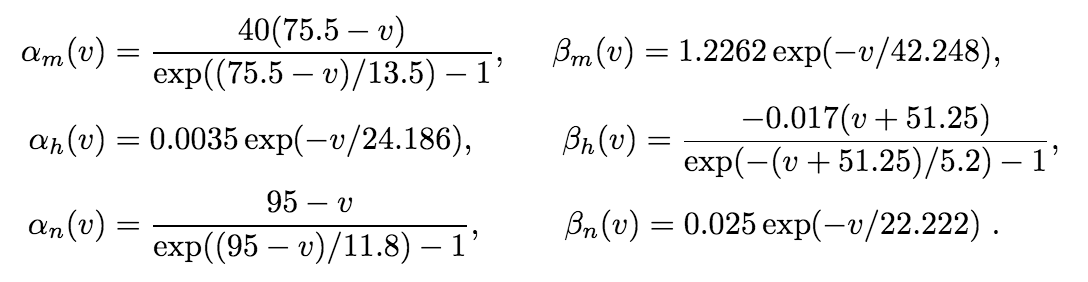 α_m(v) = 40(75.5 − v) / exp((75.5 − v)/13.5) − 1, β_m(v) = 1.2262 exp(−v/42.248),
α_h(v) = 0.0035 exp(−v/24.186), β_h(v) = −0.017(v + 51.25) / exp(−(v + 51.25)/5.2) − 1,
α_n(v) = 95 − v / exp((95 − v)/11.8) − 1, β_n(v) = 0.025 exp(−v/22.222) .